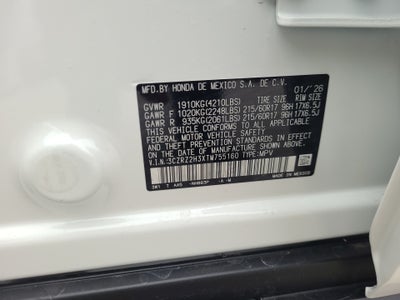 MFD. BY HONDA DE MEXICO S.A. DE C.V. 01/'26
GVWR 1910KG(4210LBS) TIRE SIZE RIM SIZE
GAWR F 1020KG(2248LBS) 215/60R17 96H 17X6.5J
GAWR R 935KG(2061LBS) 215/60R17 96H 17X6.5J
THIS VEHICLE CONFORMS TO ALL APPLICABLE
FEDERAL MOTOR VEHICLE SAFETY, BUMPER, AND
THEFT PREVENTION STANDARDS IN EFFECT ON
THE DATE OF MANUFACTURE SHOWN ABOVE.
V.I.N.:3CZRZ2H3XTM755160 TYPE:MPV
MADE IN MEXICO